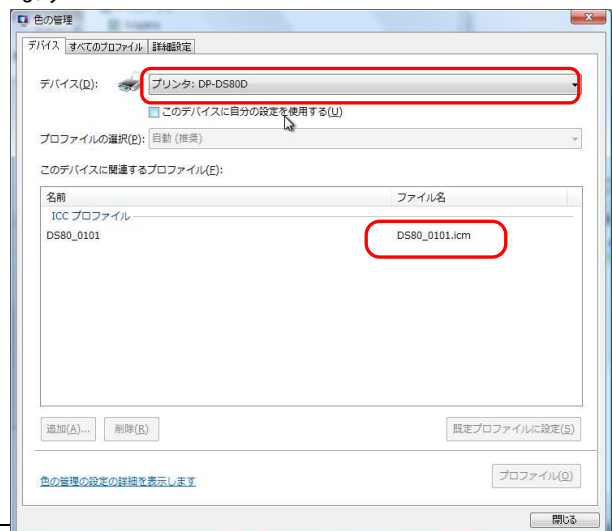 色の管理
デバイス すべてのプロファイル 詳細設定
デバイス(D): プリンタ: DP-DS80D
このデバイスに自分の設定を使用する(U)
プロファイルの選択(P): 自動 (推奨)
このデバイスに関連するプロファイル(F):
名前 ファイル名
ICC プロファイル
DS80_0101 DS80_0101.icm
追加(A)... 削除(R) 既定プロファイルに設定(S)
色の管理の設定の詳細を表示します プロファイル(O)
閉じる